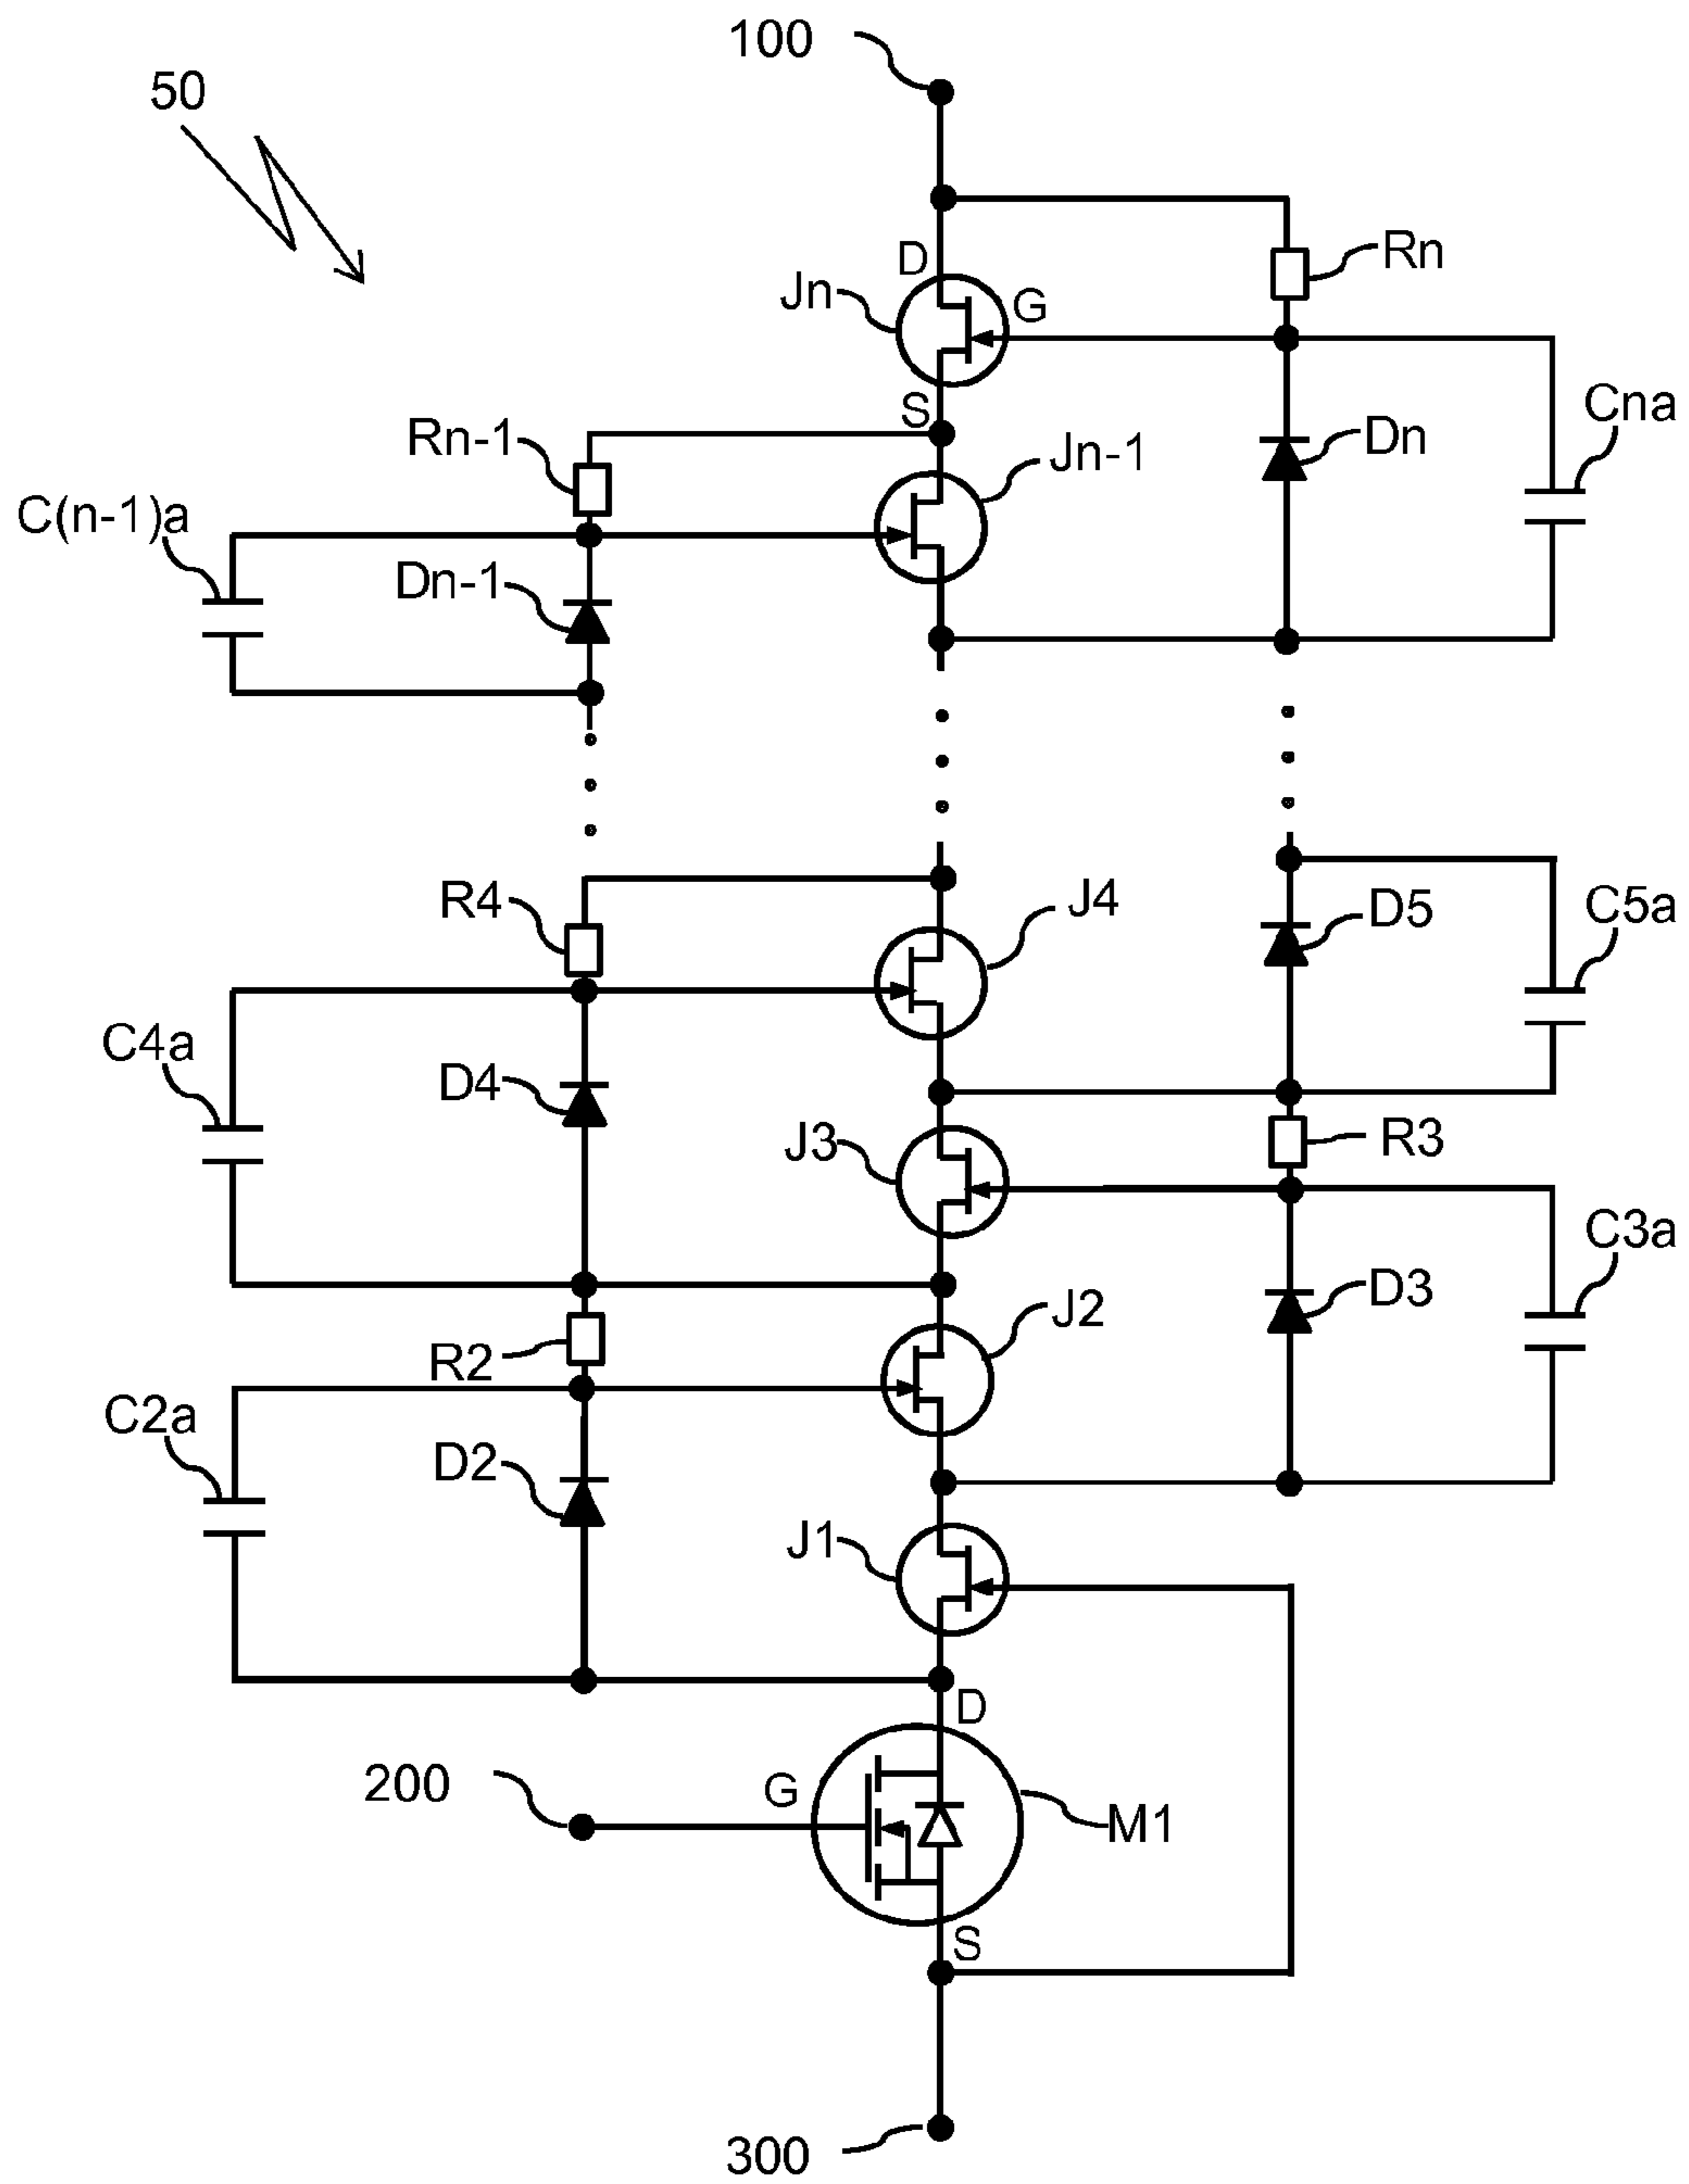 100
50
D
Rn
Jn
G
Cna
S
Rn-1
Dn
Jn-1
C(n-1)a
Dn-1
R4
J4
D5
C5a
C4a
D4
J3
R3
C3a
D3
J2
R2
C2a
D2
J1
D
200
G
M1
S
300